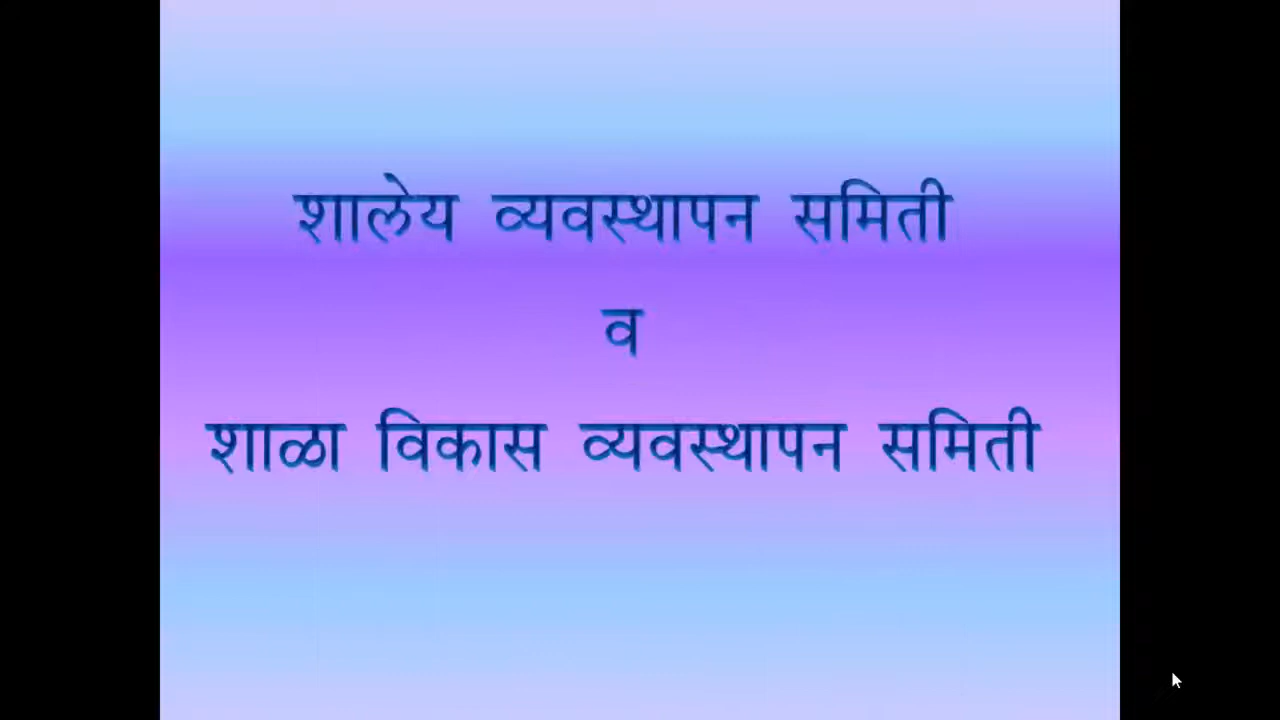 शालेय व्यवस्थापन समिती
व
शाळा विकास व्यवस्थापन समिती